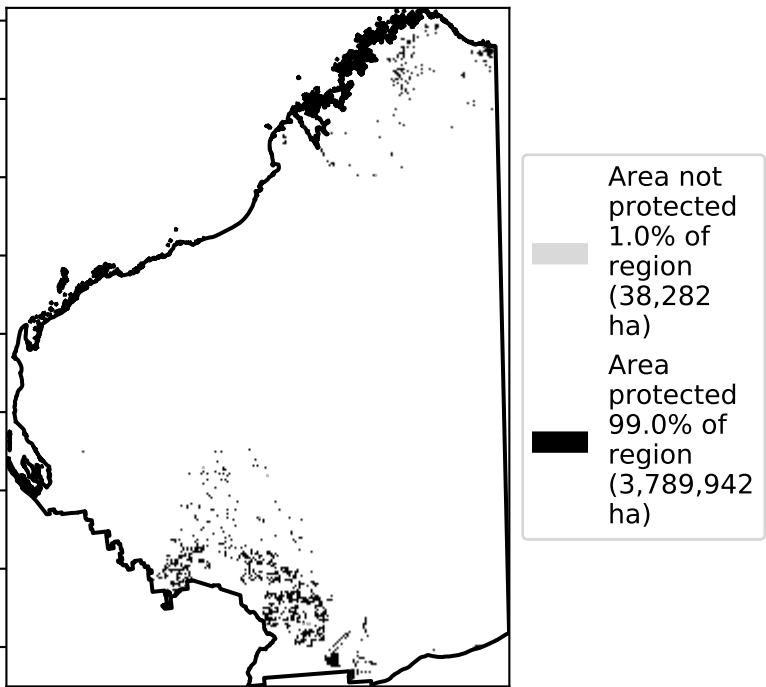 Area not
protected
1.0% of
region
(38,282
ha)
Area
protected
99.0% of
region
(3,789,942
ha)